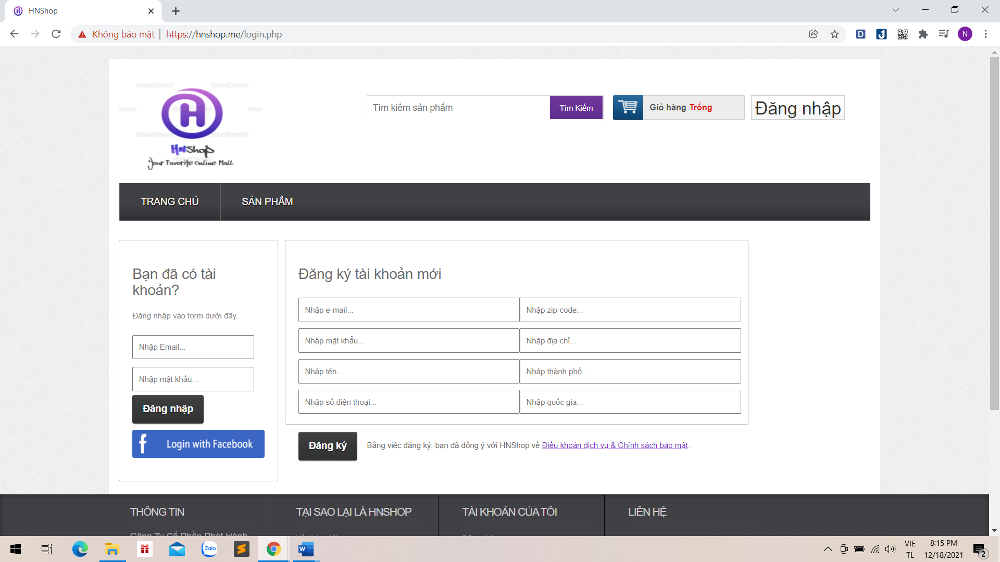 HNShop
Không bảo mật | https://hnshop.me/login.php
D
N
BrandCrowd BrandCrowd
HNShop
Your Favorite Online Mall
Tìm kiếm sản phẩm
Tìm Kiếm
Giỏ hàng Trống
Đăng nhập
TRANG CHỦ
SẢN PHẨM
Bạn đã có tài
khoản?
Đăng nhập vào form dưới đây.
Nhập Email...
Nhập mật khẩu...
Đăng nhập
Login with Facebook
Đăng ký tài khoản mới
Nhập e-mail...
Nhập zip-code...
Nhập mật khẩu...
Nhập địa chỉ...
Nhập tên...
Nhập thành phố...
Nhập số điện thoại...
Nhập quốc gia...
Đăng ký
Bằng việc đăng ký, bạn đã đồng ý với HNShop về Điều khoản dịch vụ & Chính sách bảo mật.
THÔNG TIN
TẠI SAO LẠI LÀ HNSHOP
TÀI KHOẢN CỦA TÔI
LIÊN HỆ
Công Ty Cổ Phần Phát Hành
Zalo
VIE
TL
8:15 PM
12/18/2021
2